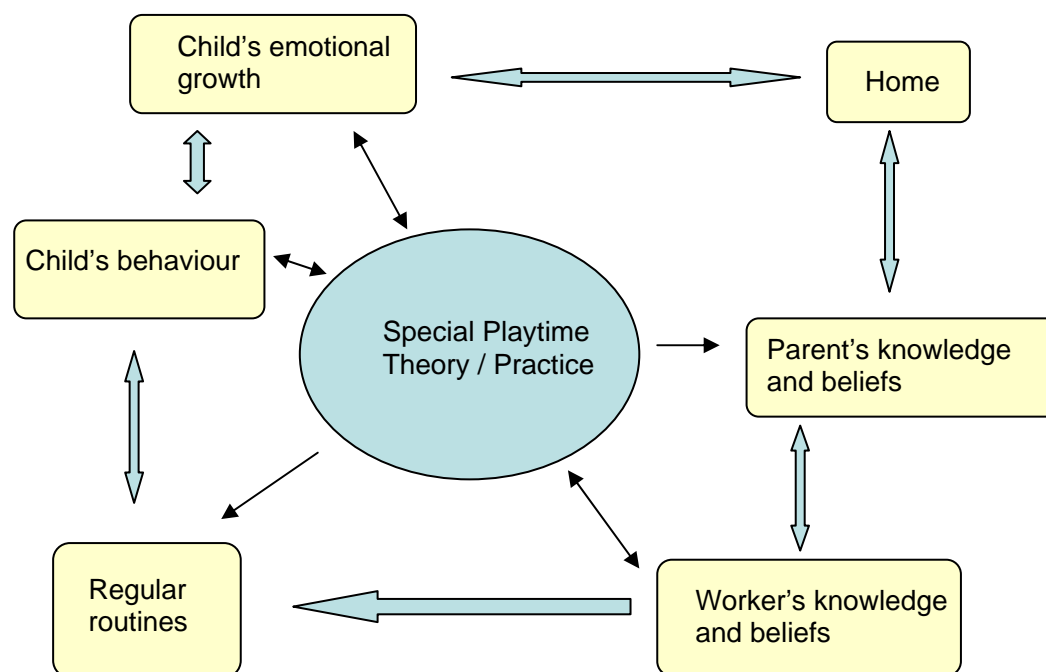 Child’s emotional
growth
Home
Child’s behaviour
Special Playtime
Theory / Practice
Parent’s knowledge
and beliefs
Regular
routines
Worker’s knowledge
and beliefs